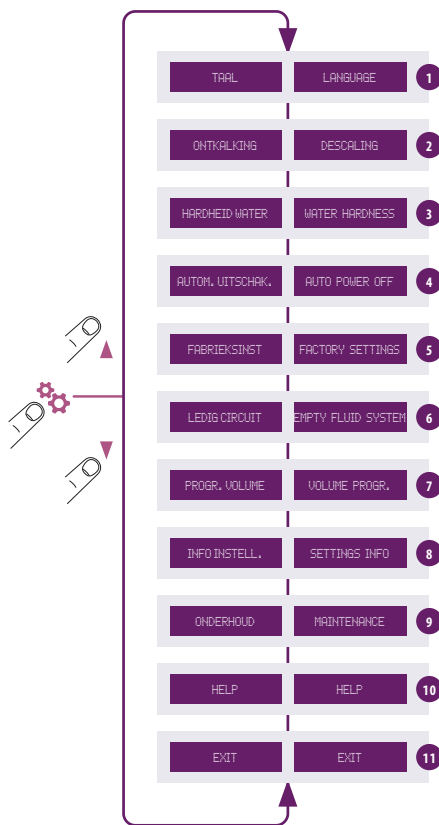 TAAL LANGUAGE 1
ONTKALKING DESCALING 2
HARDHEID WATER WATER HARDNESS 3
AUTOM. UITSCHAK. AUTO POWER OFF 4
FABRIEKSINST FACTORY SETTINGS 5
LEDIG CIRCUIT EMPTY FLUID SYSTEM 6
PROGR. VOLUME VOLUME PROGR. 7
INFO INSTELL. SETTINGS INFO 8
ONDERHOUD MAINTENANCE 9
HELP HELP 10
EXIT EXIT 11